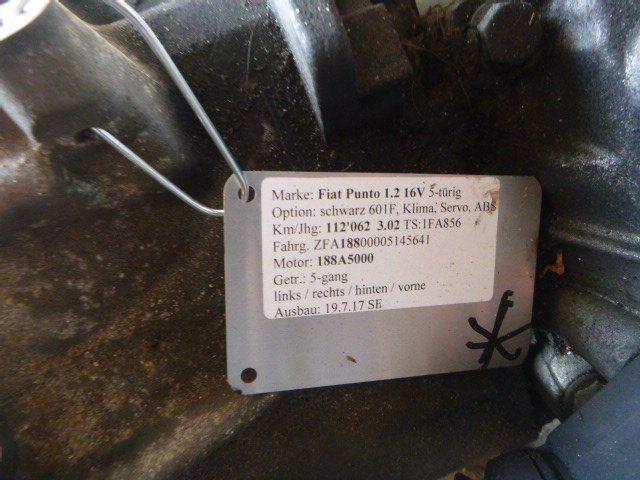 Marke: Fiat Punto 1.2 16V 5-türig
Option: schwarz 601F, Klima, Servo, ABS
Km/Jhg: 112'062 3.02 TS:1FA856
Fahrg. ZFA18800005145641
Motor: 188A5000
Getr.: 5-gang
links / rechts / hinten / vorne
Ausbau: 19.7.17 SE